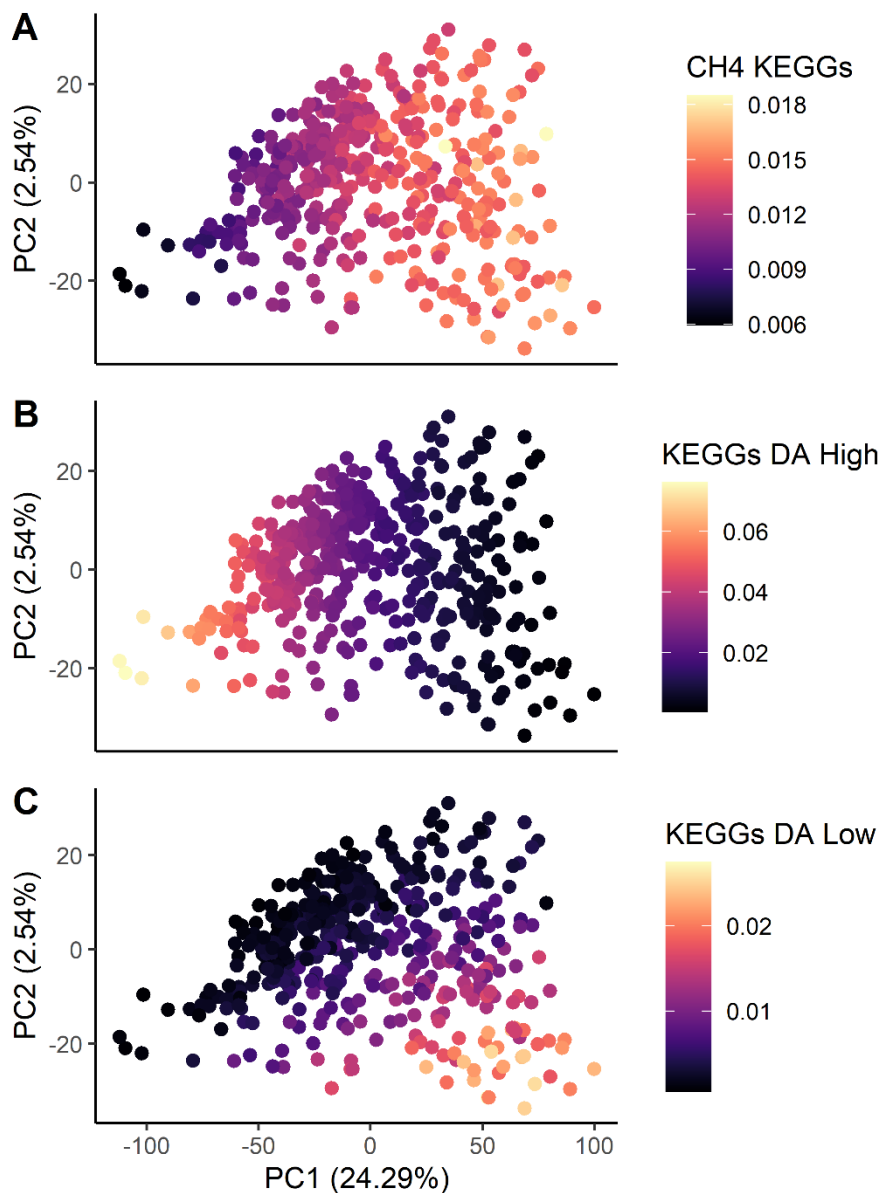 A
CH4 KEGGs
20
0.018
0
0.015
0.012
-20
0.009
0.006
PC2 (2.54%)
B
KEGGs DA High
20
0.06
0
0.04
-20
0.02
PC2 (2.54%)
C
KEGGs DA Low
20
0.02
0
0.01
-20
PC2 (2.54%)
-100 -50 0 50 100
PC1 (24.29%)